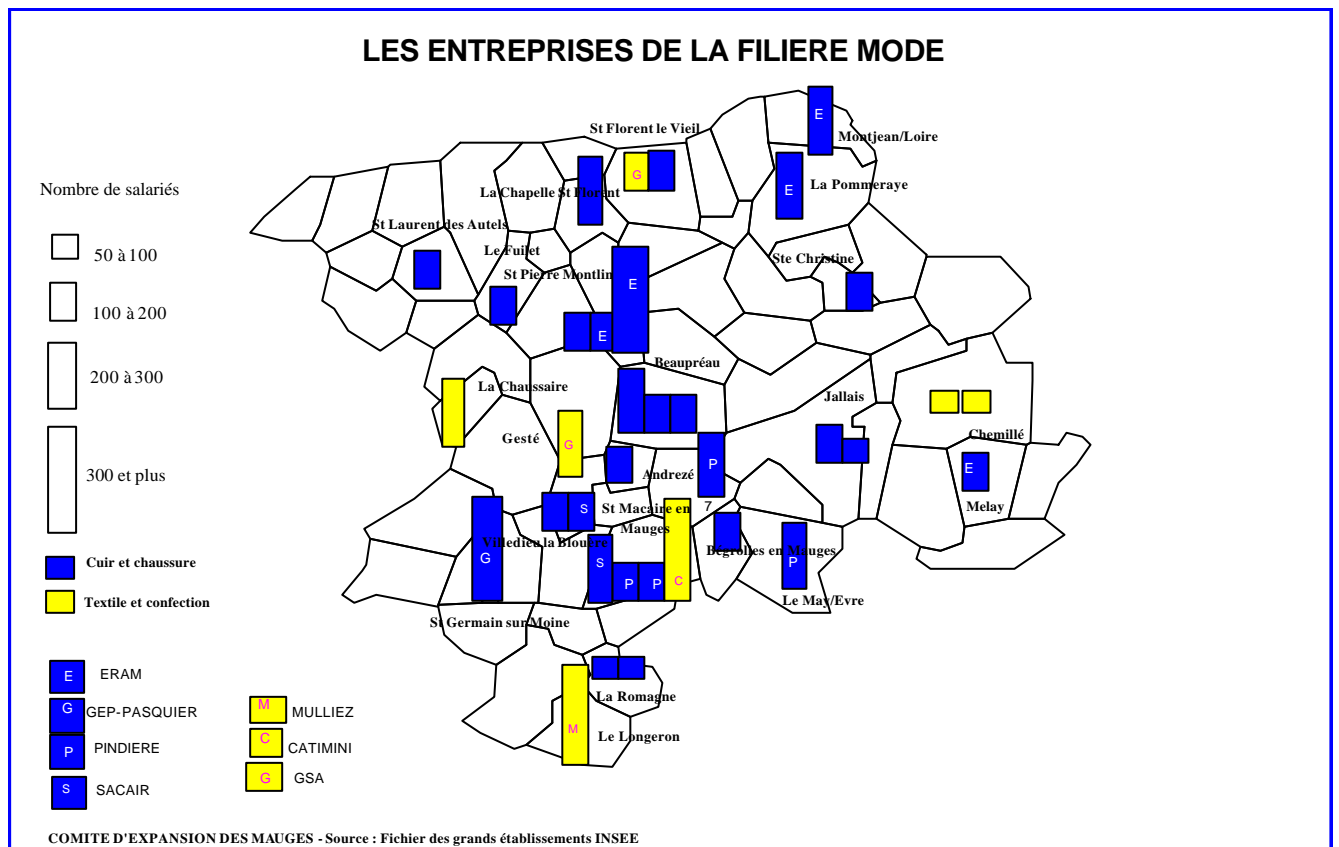 LES ENTREPRISES DE LA FILIERE MODE
E
St Florent le Vieil
Montjean/Loire
G
Nombre de salariés
La Chapelle St Florent
E
La Pommeraye
St Laurent des Autels
50 à 100
Le Fuilet
Ste Christine
St Pierre Montlin
E
100 à 200
E
Beaupréau
200 à 300
La Chaussaire
Jallais
Gesté
G
Chemillé
P
E
300 et plus
Andrezé
7
Melay
S
St Macaire en
Mauges
Villedieu la Blouère
Bégrolles en Mauges
G
S
P
P
C
P
Cuir et chaussure
Le May/Evre
Textile et confection
St Germain sur Moine
E
ERAM
La Romagne
G
GEP-PASQUIER
M
MULLIEZ
M
Le Longeron
P
PINDIERE
C
CATIMINI
S
SACAIR
G
GSA
COMITE D'EXPANSION DES MAUGES - Source : Fichier des grands établissements INSEE